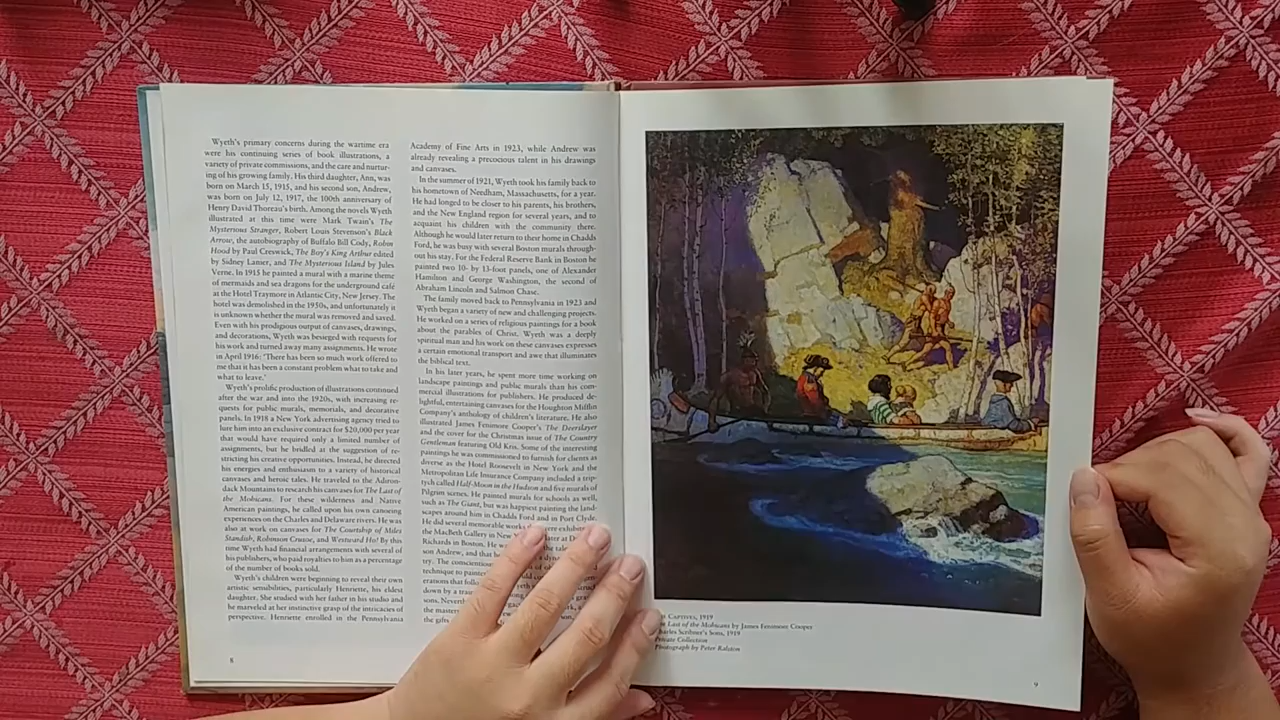 Wyeth's primary concerns during the wartime era
were his continuing series of book illustrations, a
variety of private commissions, and the care and nurtur-
ing of his growing family. His third daughter, Ann, was
born on March 15, 1915, and his second son, Andrew,
was born on July 12, 1917, the 100th anniversary of
Henry David Thoreau's birth. Among the novels Wyeth
illustrated at this time were Mark Twain's The
Mysterious Stranger, Robert Louis Stevenson's Black
Arrow, the autobiography of Buffalo Bill Cody, Robin
Hood by Paul Creswick, The Boy's King Arthur edited
by Sidney Lanier, and The Mysterious Island by Jules
Verne. In 1915 he painted a mural with a marine theme
of mermaids and sea dragons for the underground café
at the Hotel Traymore in Atlantic City, New Jersey. The
hotel was demolished in the 1950s, and unfortunately it
is unknown whether the mural was removed and saved.
Even with his prodigious output of canvases, drawings,
and decorations, Wyeth was besieged with requests for
his work and turned away many assignments. He wrote
in April 1916: 'There has been so much work offered to
me that it has been a constant problem what to take and
what to leave.'
Wyeth's prolific production of illustrations continued
after the war and into the 1920s, with increasing re-
quests for public murals, memorials, and decorative
panels. In 1918 a New York advertising agency tried to
lure him into an exclusive contract for $20,000 per year
that would have required only a limited number of
assignments, but he bridled at the suggestion of re-
stricting his creative opportunities. Instead, he directed
his energies and enthusiasm to a variety of historical
canvases and heroic tales. He traveled to the Adiron-
dack Mountains to research his canvases for The Last of
the Mohicans. For these wilderness and Native
American paintings, he called upon his own canoeing
experiences on the Charles and Delaware rivers. He was
also at work on canvases for The Courtship of Miles
Standish, Robinson Crusoe, and Westward Ho! By this
time Wyeth had financial arrangements with several of
his publishers, who paid royalties to him as a percentage
of the number of books sold.
Wyeth's children were beginning to reveal their own
artistic sensibilities, particularly Henriette, his eldest
daughter. She studied with her father in his studio and
he marveled at her instinctive grasp of the intricacies of
perspective. Henriette enrolled in the Pennsylvania
8
Academy of Fine Arts in 1923, while Andrew was
already revealing a precocious talent in his drawings
and canvases.
In the summer of 1921, Wyeth took his family back to
his hometown of Needham, Massachusetts, for a year.
He had longed to be closer to his parents, his brothers,
and the New England region for several years, and to
acquaint his children with the community there.
Although he would later return to their home in Chadds
Ford, he was busy with several Boston murals through-
out his stay. For the Federal Reserve Bank in Boston he
painted two 10- by 13-foot panels, one of Alexander
Hamilton and George Washington, the second of
Abraham Lincoln and Salmon Chase.
The family moved back to Pennsylvania in 1923 and
Wyeth began a variety of new and challenging projects.
He worked on a series of religious paintings for a book
about the parables of Christ. Wyeth was a deeply
spiritual man and his work on these canvases expresses
a certain emotional transport and awe that illuminates
the biblical text.
In his later years, he spent more time working on
landscape paintings and public murals than his com-
mercial illustrations for publishers. He produced de-
lightful, entertaining canvases for the Houghton Mifflin
Company's anthology of children's literature. He also
illustrated James Fenimore Cooper's The Deerslayer
and the cover for the Christmas issue of The Country
Gentleman featuring Old Kris. Some of the interesting
paintings he was commissioned to furnish for clients as
diverse as the Hotel Roosevelt in New York and the
Metropolitan Life Insurance Company included a trip-
tych called Half-Moon in the Hudson and five murals of
Pilgrim scenes. He painted murals for schools as well,
such as The Giant, but was happiest painting the land-
scapes around him in Chadds Ford and in Port Clyde.
He did several memorable works
the MacBeth Gallery in New
Richards in Boston. He
son Andrew, and that
try. The conscientious
technique to
erations that
down by a
sons.
the
the gifts
CAPTIVES, 1919
Last of the Mohicans by James Fenimore Cooper
Charles Scribner's Sons, 1919
Private Collection
Photograph by Peter Ralston
9